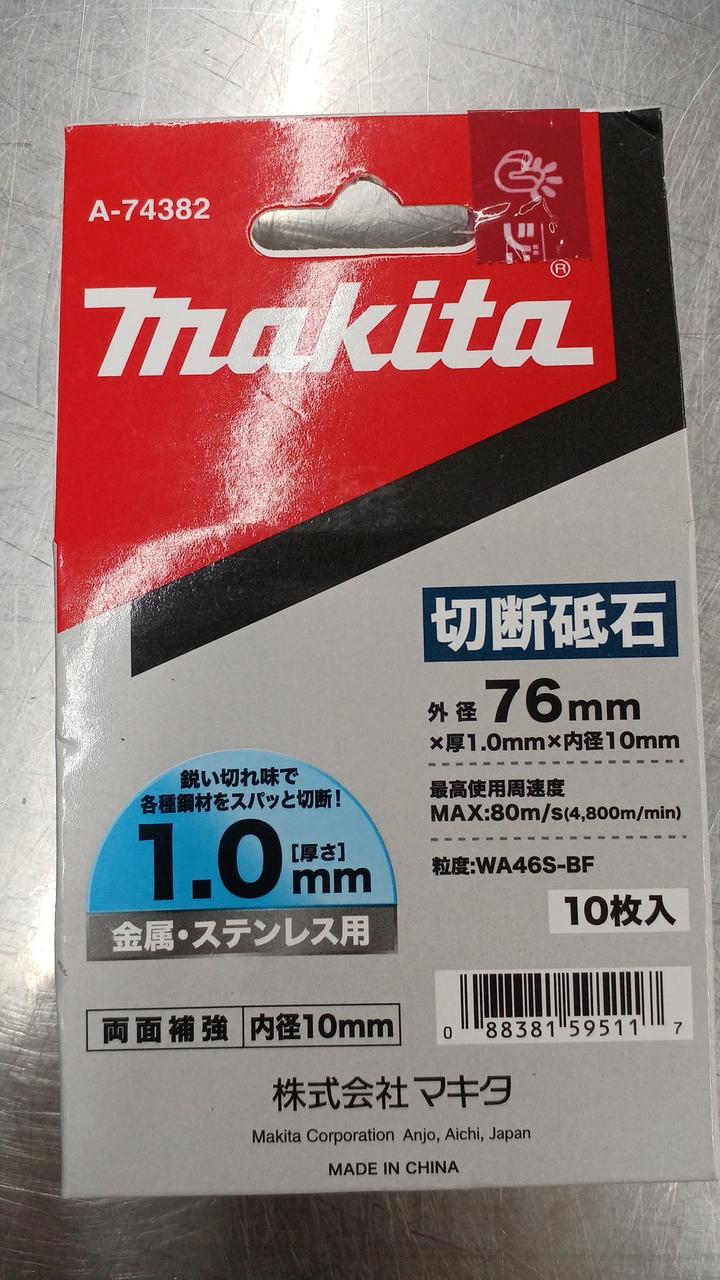 A-74382
makita®
切断砥石
外径76mm
×厚1.0mm×内径10mm
最高使用周速度
MAX:80m/s(4,800m/min)
粒度:WA46S-BF
10枚入
鋭い切れ味で
各種鋼材をスパッと切断!
1.0[厚さ]mm
金属・ステンレス用
両面補強 内径10mm
0 88381 59511 7
株式会社マキタ
Makita Corporation Anjo, Aichi, Japan
MADE IN CHINA